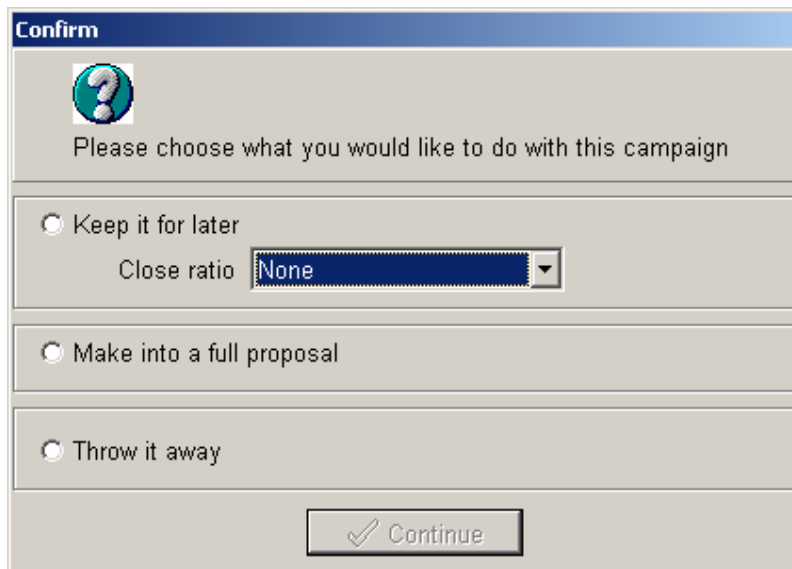 Confirm
Please choose what you would like to do with this campaign
Keep it for later
Close ratio None
Make into a full proposal
Throw it away
Continue